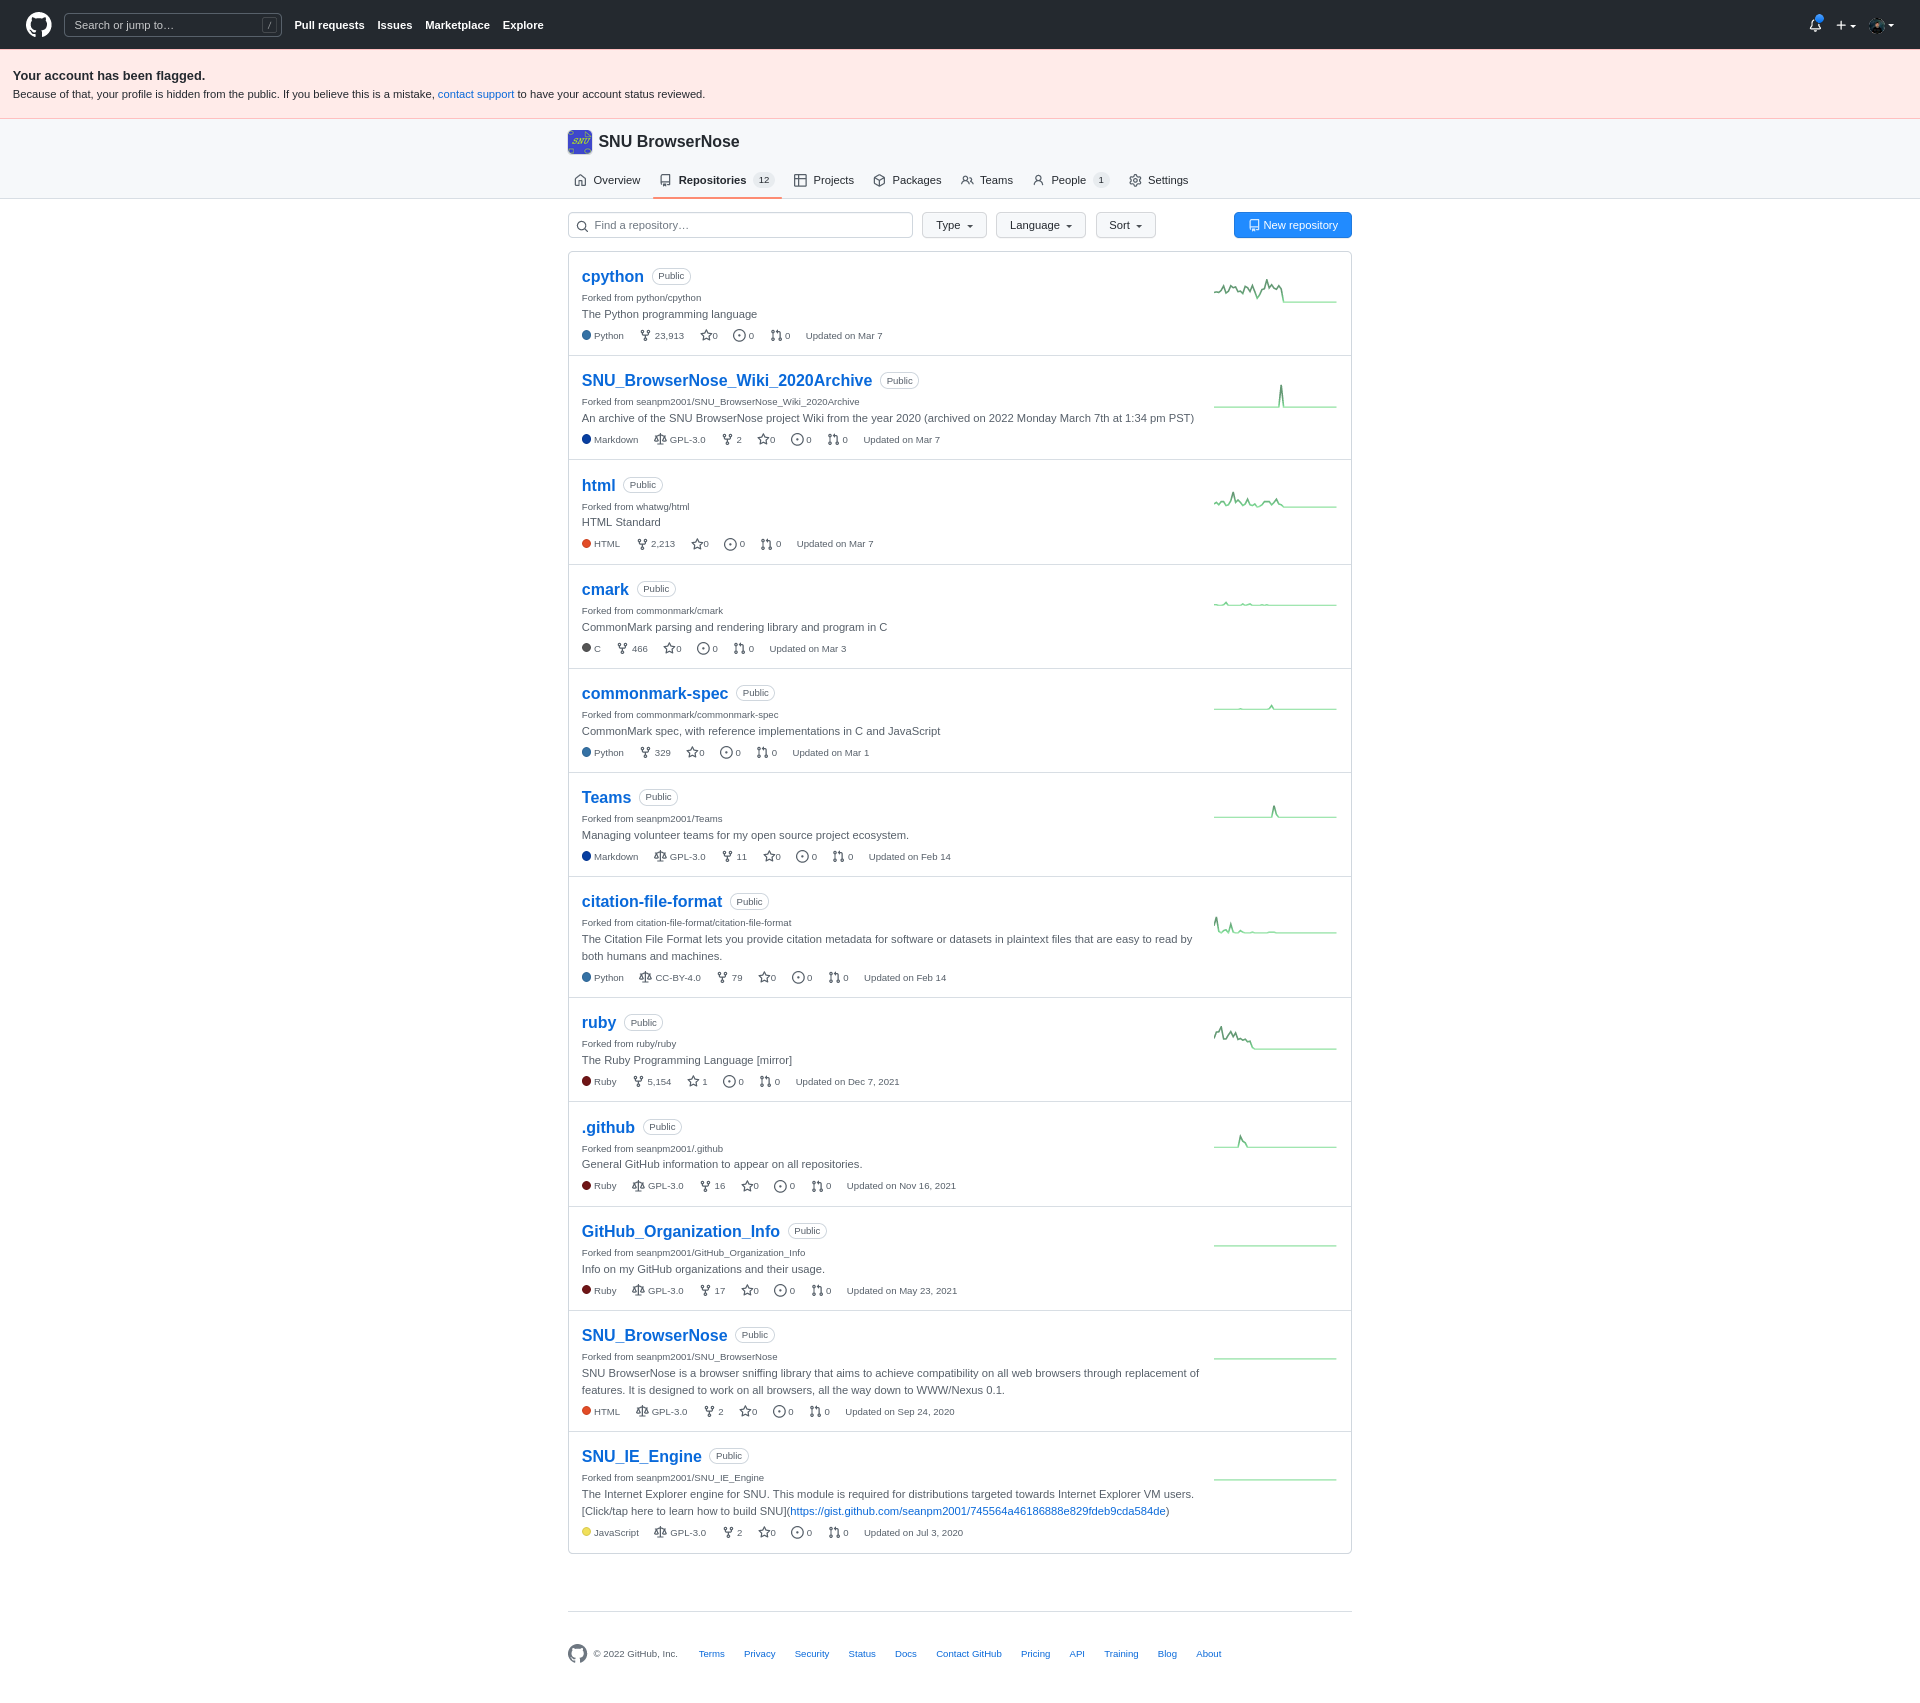 Search or jump to… /
Pull requests Issues Marketplace Explore
Your account has been flagged.
Because of that, your profile is hidden from the public. If you believe this is a mistake, contact support to have your account status reviewed.
SNU SNU BrowserNose
Overview Repositories 12 Projects Packages Teams People 1 Settings
Find a repository… Type Language Sort New repository
cpython Public
Forked from python/cpython
The Python programming language
Python 23,913 0 0 0 Updated on Mar 7
SNU_BrowserNose_Wiki_2020Archive Public
Forked from seanpm2001/SNU_BrowserNose_Wiki_2020Archive
An archive of the SNU BrowserNose project Wiki from the year 2020 (archived on 2022 Monday March 7th at 1:34 pm PST)
Markdown GPL-3.0 2 0 0 0 Updated on Mar 7
html Public
Forked from whatwg/html
HTML Standard
HTML 2,213 0 0 0 Updated on Mar 7
cmark Public
Forked from commonmark/cmark
CommonMark parsing and rendering library and program in C
C 466 0 0 0 Updated on Mar 3
commonmark-spec Public
Forked from commonmark/commonmark-spec
CommonMark spec, with reference implementations in C and JavaScript
Python 329 0 0 0 Updated on Mar 1
Teams Public
Forked from seanpm2001/Teams
Managing volunteer teams for my open source project ecosystem.
Markdown GPL-3.0 11 0 0 0 Updated on Feb 14
citation-file-format Public
Forked from citation-file-format/citation-file-format
The Citation File Format lets you provide citation metadata for software or datasets in plaintext files that are easy to read by
both humans and machines.
Python CC-BY-4.0 79 0 0 0 Updated on Feb 14
ruby Public
Forked from ruby/ruby
The Ruby Programming Language [mirror]
Ruby 5,154 1 0 0 Updated on Dec 7, 2021
.github Public
Forked from seanpm2001/.github
General GitHub information to appear on all repositories.
Ruby GPL-3.0 16 0 0 0 Updated on Nov 16, 2021
GitHub_Organization_Info Public
Forked from seanpm2001/GitHub_Organization_Info
Info on my GitHub organizations and their usage.
Ruby GPL-3.0 17 0 0 0 Updated on May 23, 2021
SNU_BrowserNose Public
Forked from seanpm2001/SNU_BrowserNose
SNU BrowserNose is a browser sniffing library that aims to achieve compatibility on all web browsers through replacement of
features. It is designed to work on all browsers, all the way down to WWW/Nexus 0.1.
HTML GPL-3.0 2 0 0 0 Updated on Sep 24, 2020
SNU_IE_Engine Public
Forked from seanpm2001/SNU_IE_Engine
The Internet Explorer engine for SNU. This module is required for distributions targeted towards Internet Explorer VM users.
[Click/tap here to learn how to build SNU](https://gist.github.com/seanpm2001/745564a46186888e829fdeb9cda584de)
JavaScript GPL-3.0 2 0 0 0 Updated on Jul 3, 2020
© 2022 GitHub, Inc. Terms Privacy Security Status Docs Contact GitHub Pricing API Training Blog About